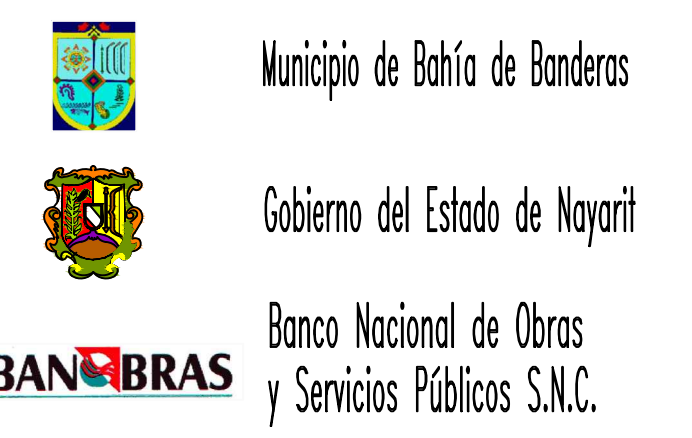 Municipio de Bahía de Banderas
Gobierno del Estado de Nayarit
Banco Nacional de Obras
y Servicios Públicos S.N.C.
BANOBRAS